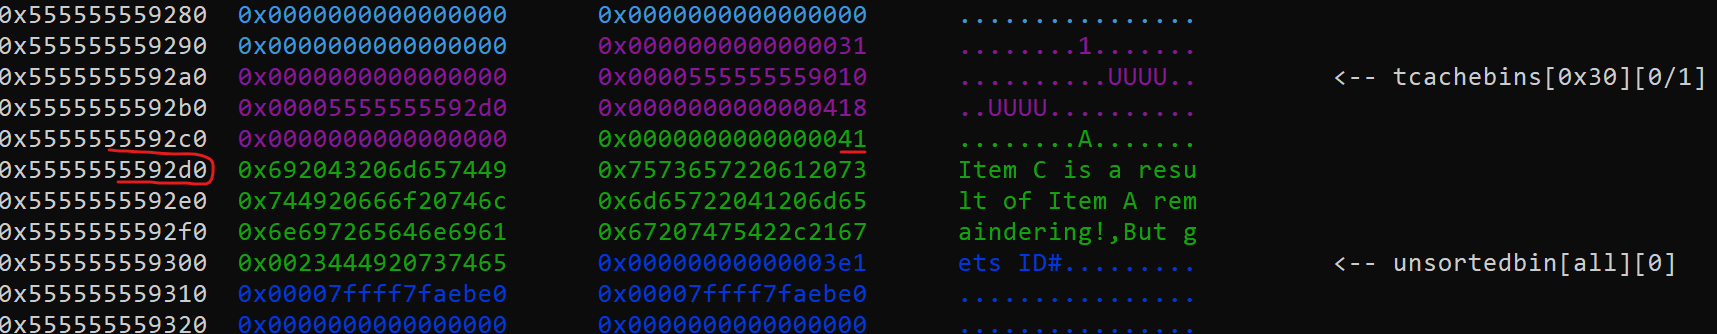 0x555555559280 0x0000000000000000 0x0000000000000000 ................
0x555555559290 0x0000000000000000 0x0000000000000031 ........1.......
0x5555555592a0 0x0000000000000000 0x0000555555559010 ..........UUUU.. <-- tcachebins[0x30][0/1]
0x5555555592b0 0x00005555555592d0 0x0000000000000418 ..UUUU..........
0x5555555592c0 0x0000000000000000 0x0000000000000041 ........A.......
0x5555555592d0 0x692043206d657449 0x7573657220612073 Item C is a resu
0x5555555592e0 0x744920666f20746c 0x6d65722041206d65 lt of Item A rem
0x5555555592f0 0x6e697265646e6961 0x67207475422c2167 aindering!,But g
0x555555559300 0x0023444920737465 0x00000000000003e1 ets ID#......... <-- unsortedbin[all][0]
0x555555559310 0x00007ffff7faebe0 0x00007ffff7faebe0 ................
0x555555559320 0x0000000000000000 0x0000000000000000 ................